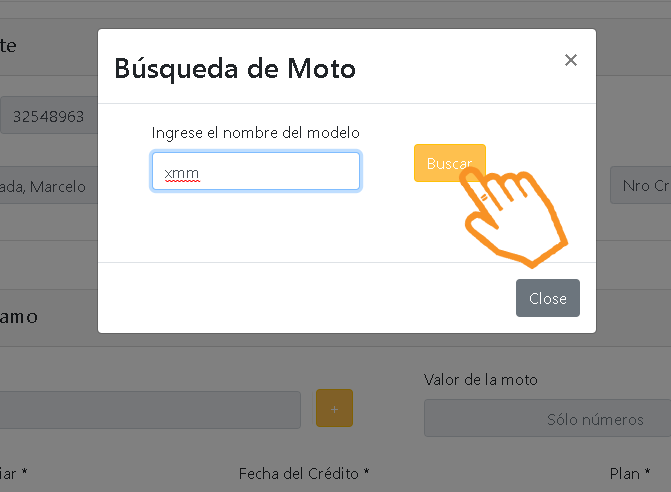 te
Búsqueda de Moto
×
32548963
Ingrese el nombre del modelo
xmm
Buscar
ada, Marcelo
Nro Cr
Close
amo
Valor de la moto
+
Sólo números
iar *
Fecha del Crédito *
Plan *